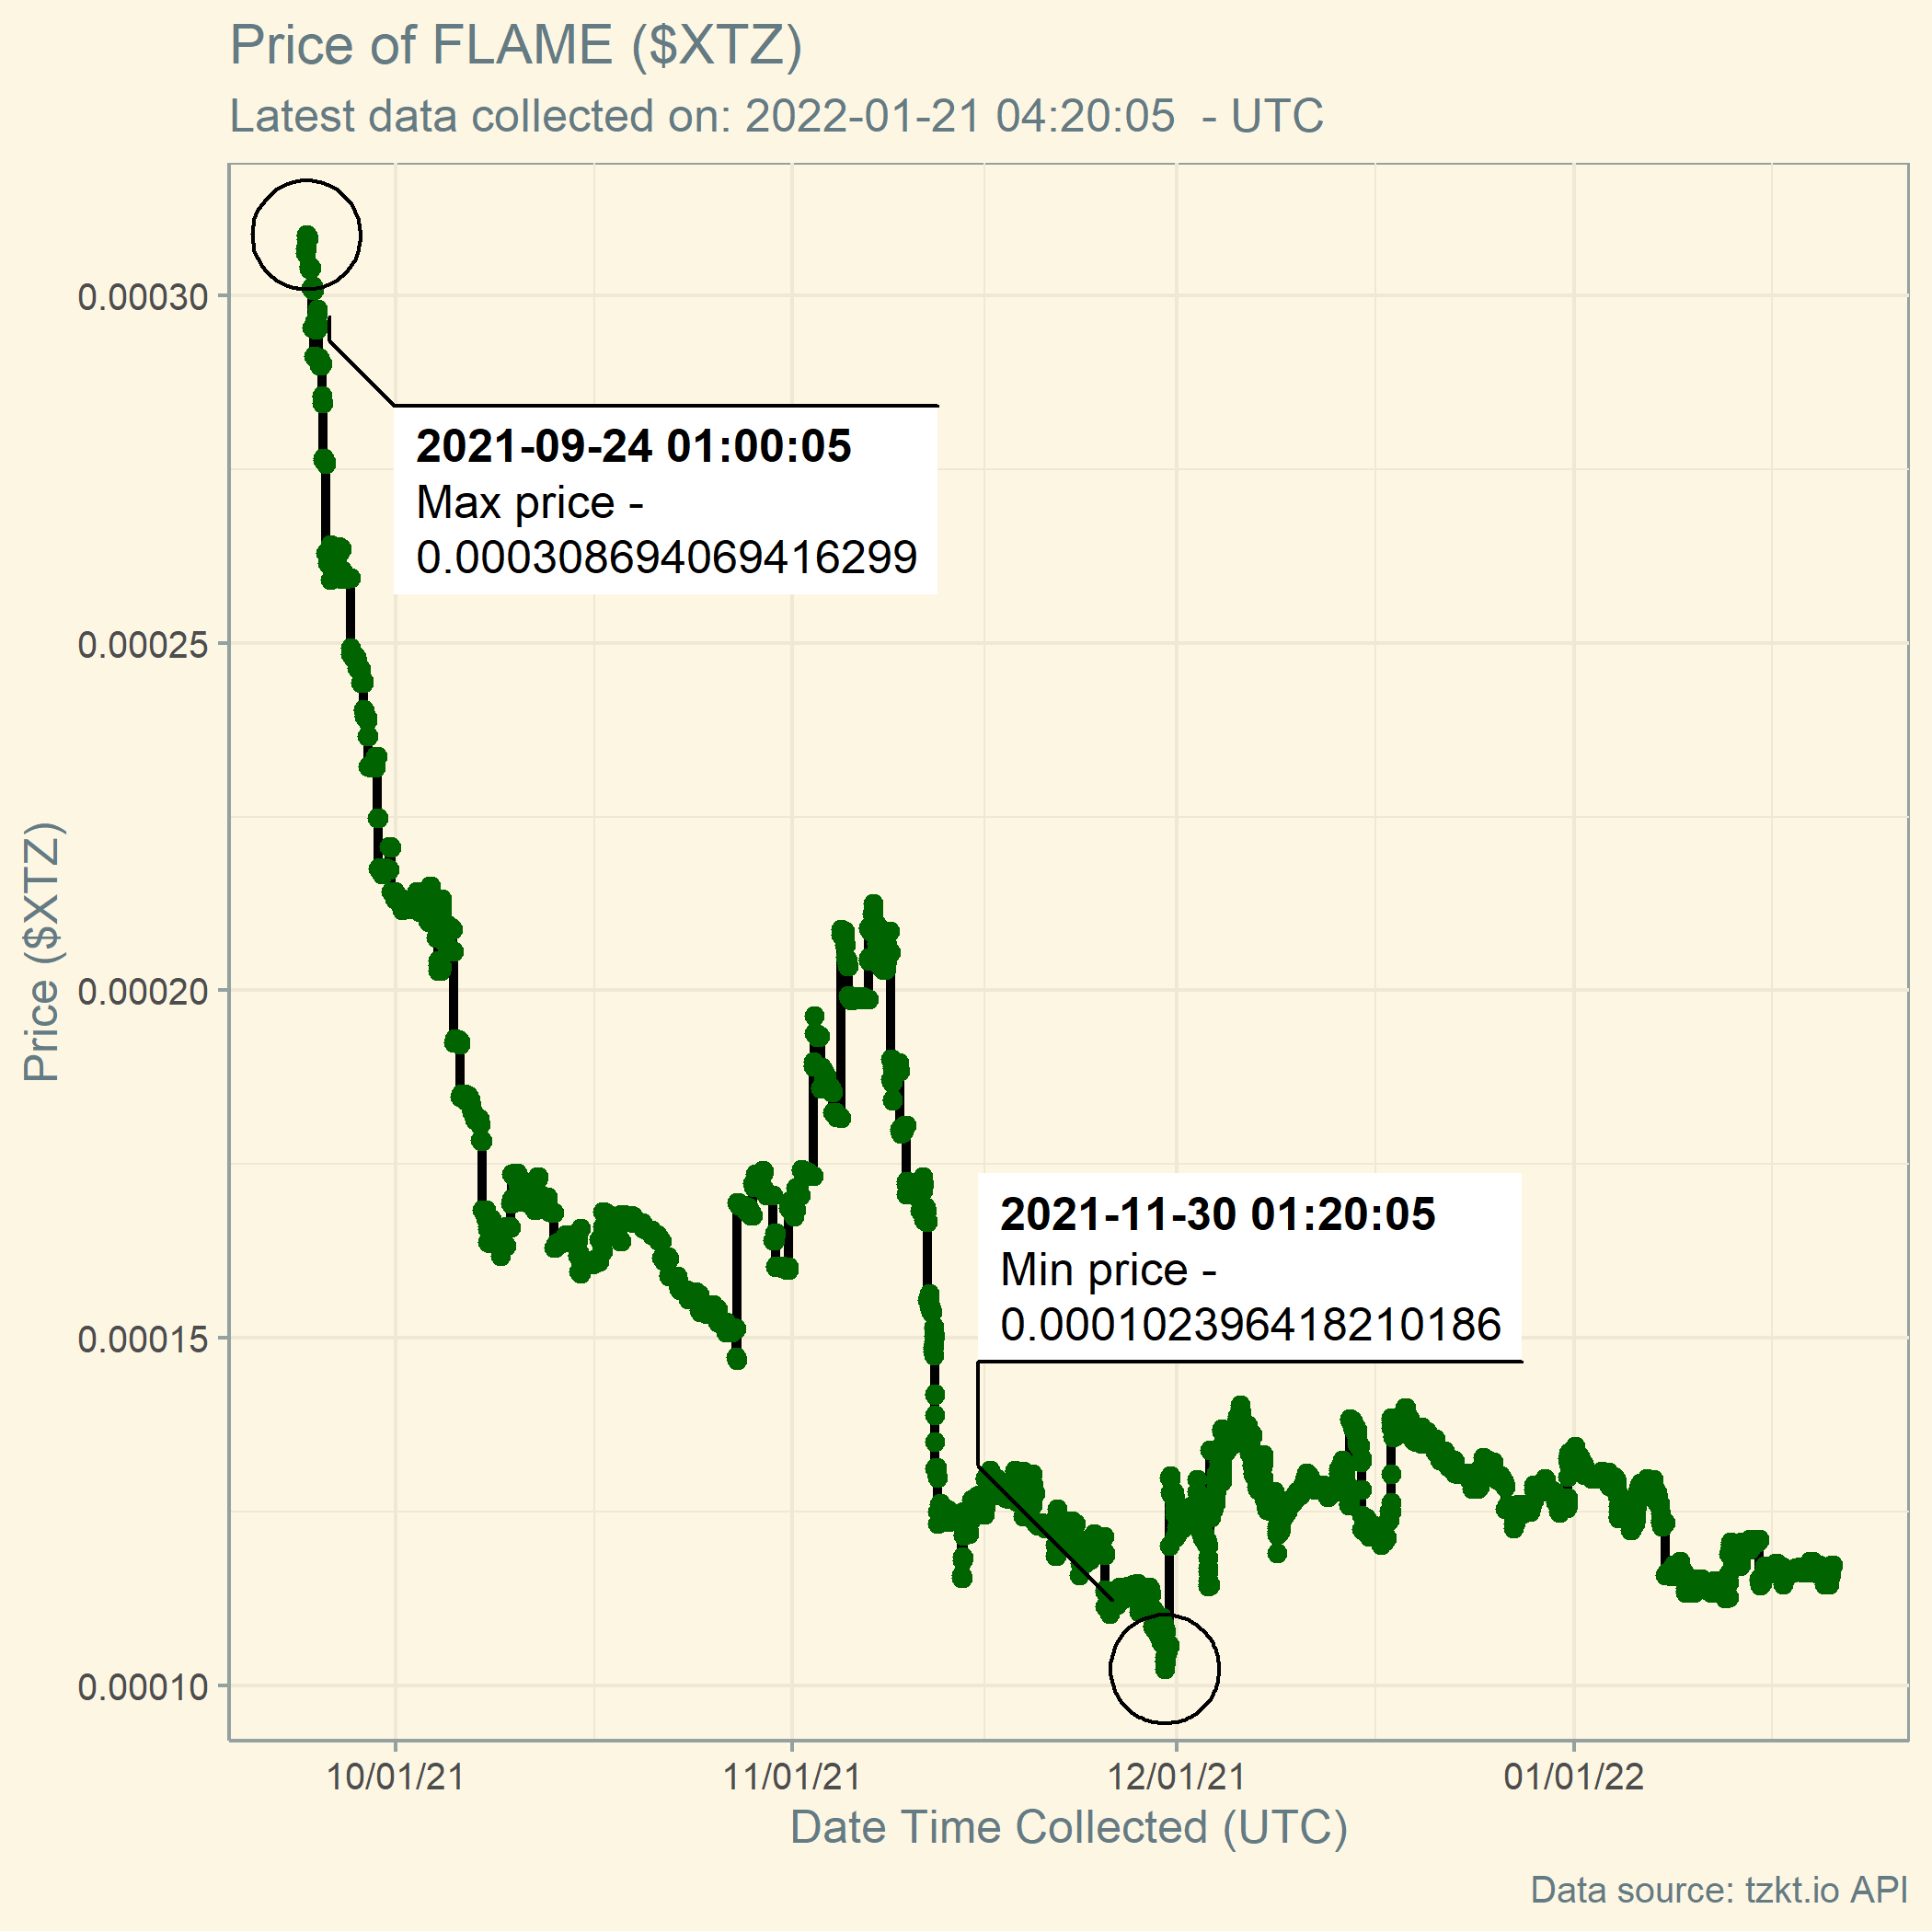 Price of FLAME ($XTZ)
Latest data collected on: 2022-01-21 04:20:05  - UTC
0.00030
0.00025
0.00020
0.00015
0.00010
Price ($XTZ)
2021-09-24 01:00:05
Max price -
0.000308694069416299
2021-11-30 01:20:05
Min price -
0.000102396418210186
10/01/21
11/01/21
12/01/21
01/01/22
Date Time Collected (UTC)
Data source: tzkt.io API